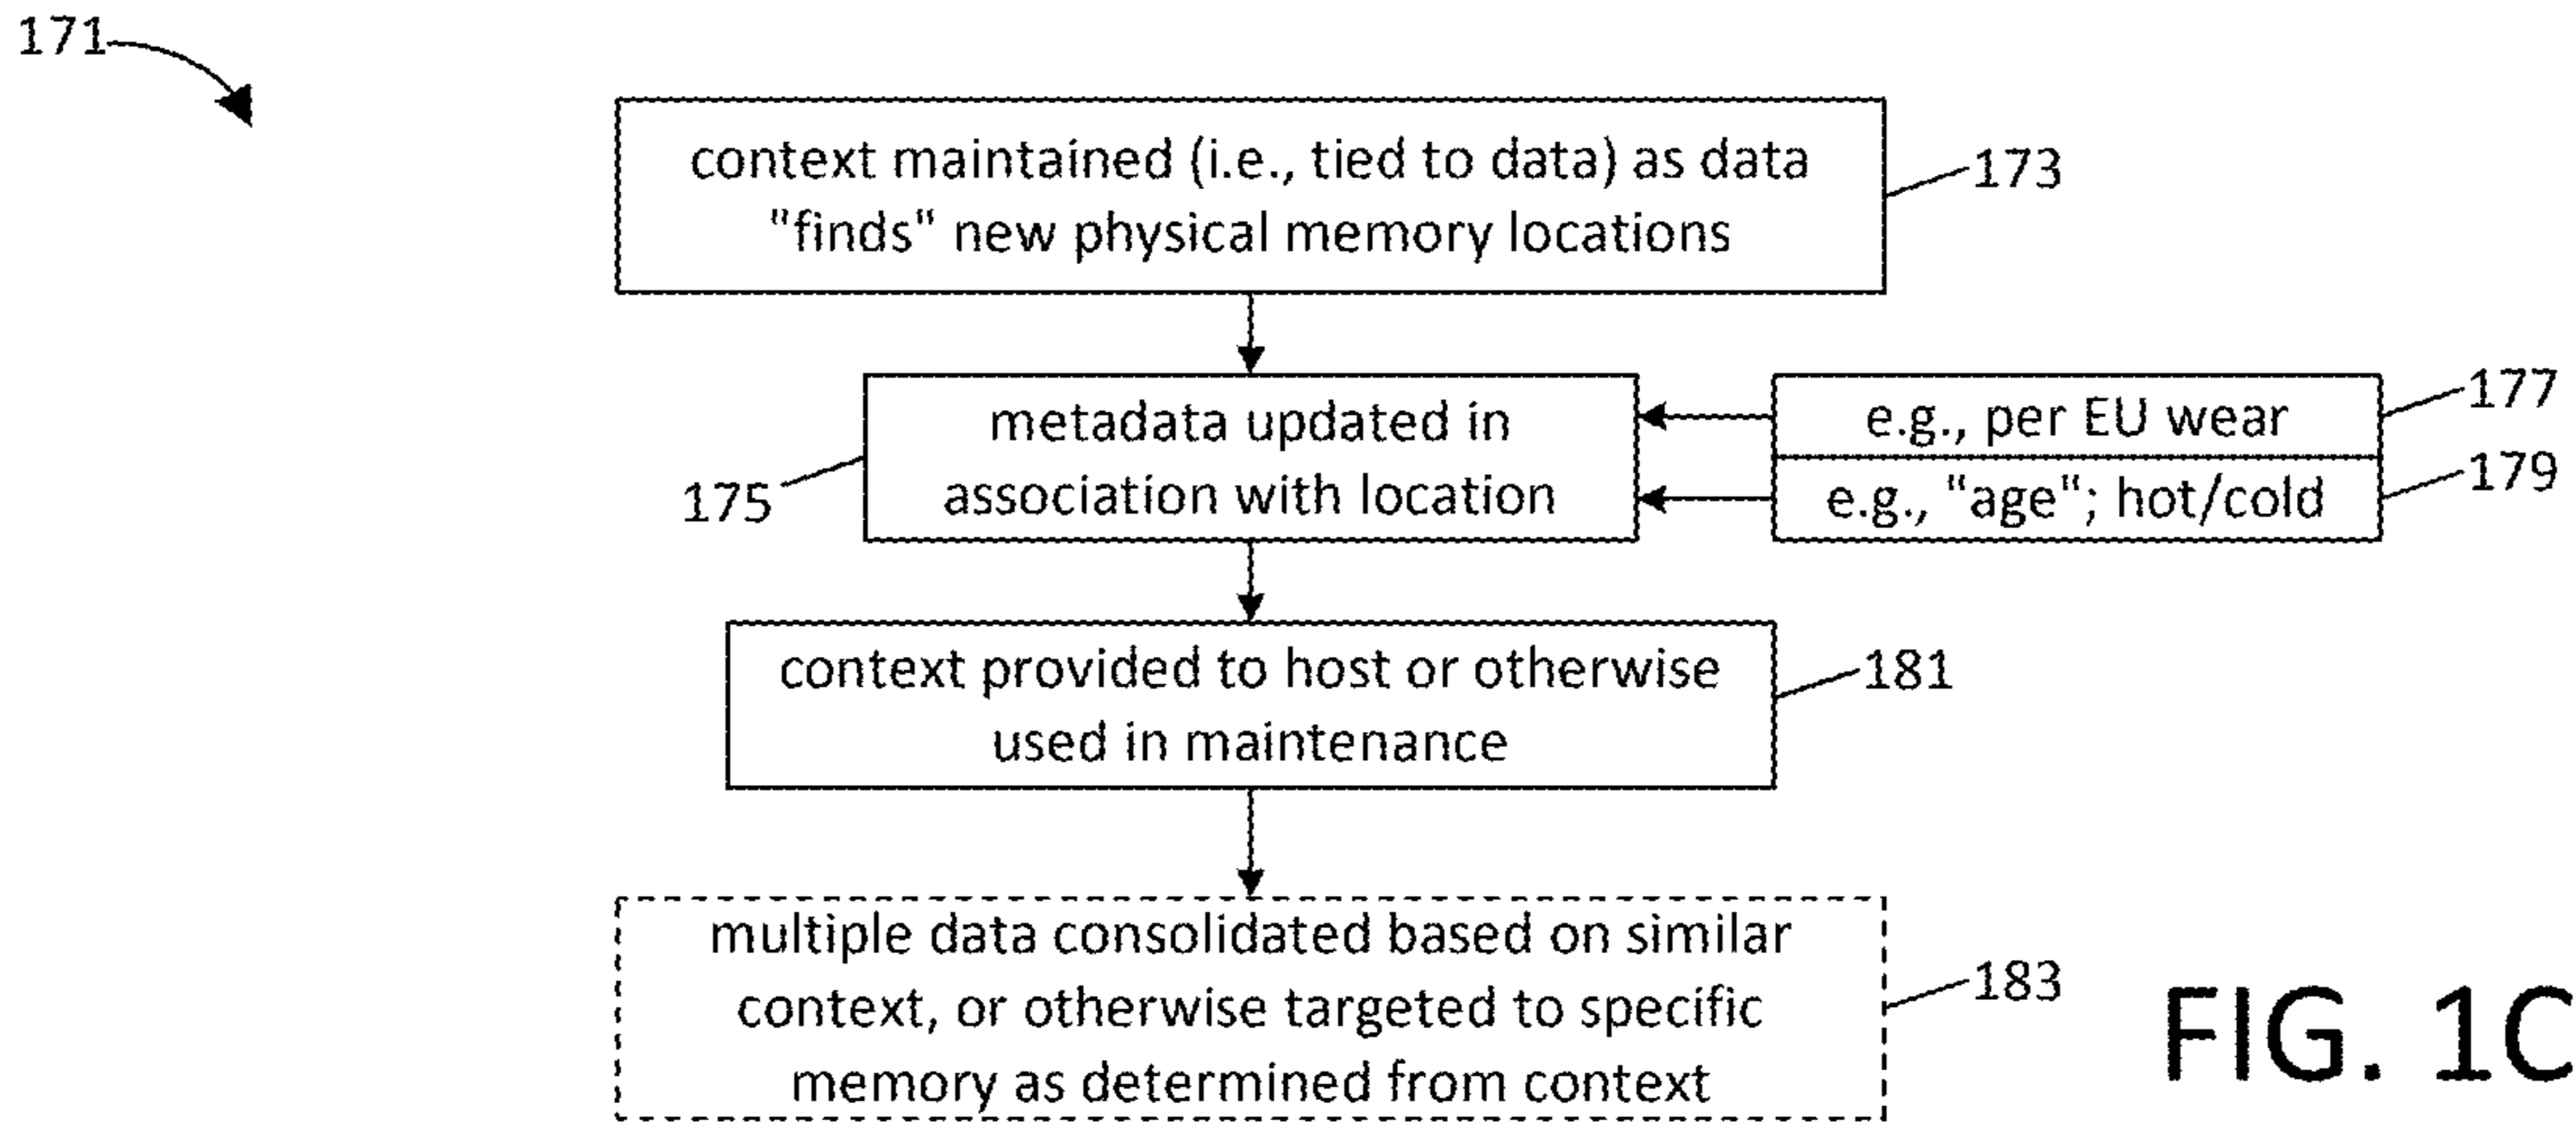 171
context maintained (i.e., tied to data) as data
"finds" new physical memory locations
173
metadata updated in
association with location
175
e.g., per EU wear
177
e.g., "age"; hot/cold
179
context provided to host or otherwise
used in maintenance
181
multiple data consolidated based on similar
context, or otherwise targeted to specific
memory as determined from context
183
FIG. 1C